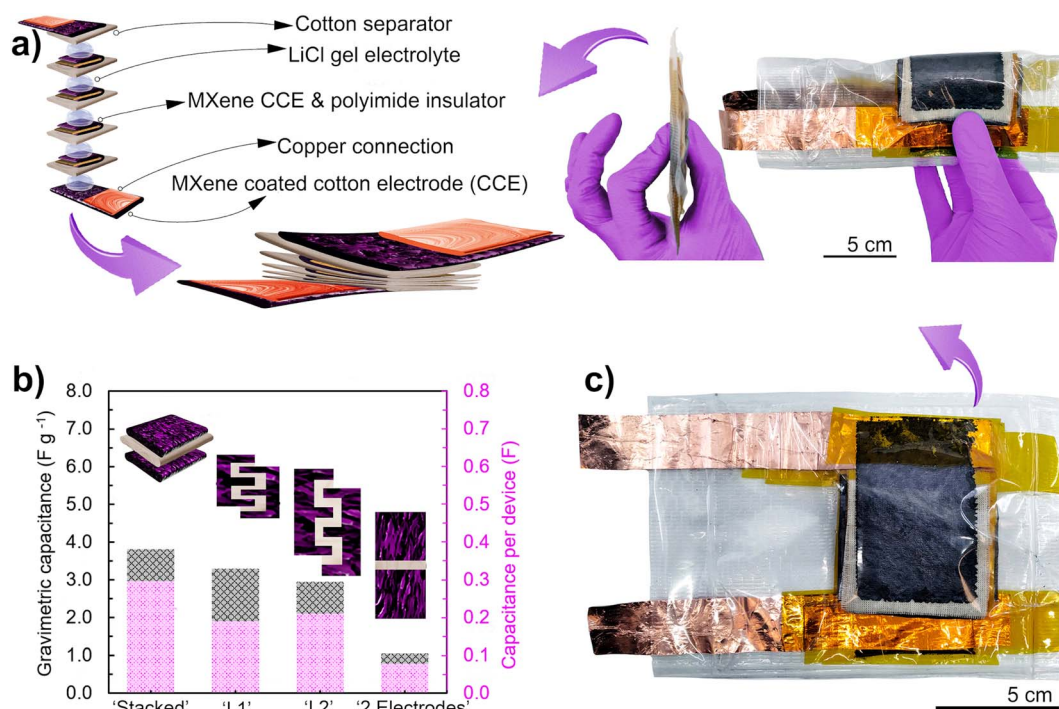 a)
Cotton separator
LiCl gel electrolyte
MXene CCE & polyimide insulator
Copper connection
MXene coated cotton electrode (CCE)
5 cm
b)
Gravimetric capacitance (F g -1)
8.0
7.0
6.0
5.0
4.0
3.0
2.0
1.0
0.0
Capacitance per device (F)
0.8
0.7
0.6
0.5
0.4
0.3
0.2
0.1
0.0
‘Stacked’ ‘L1’ ‘L2’ ‘2 Electrodes’
c)
5 cm